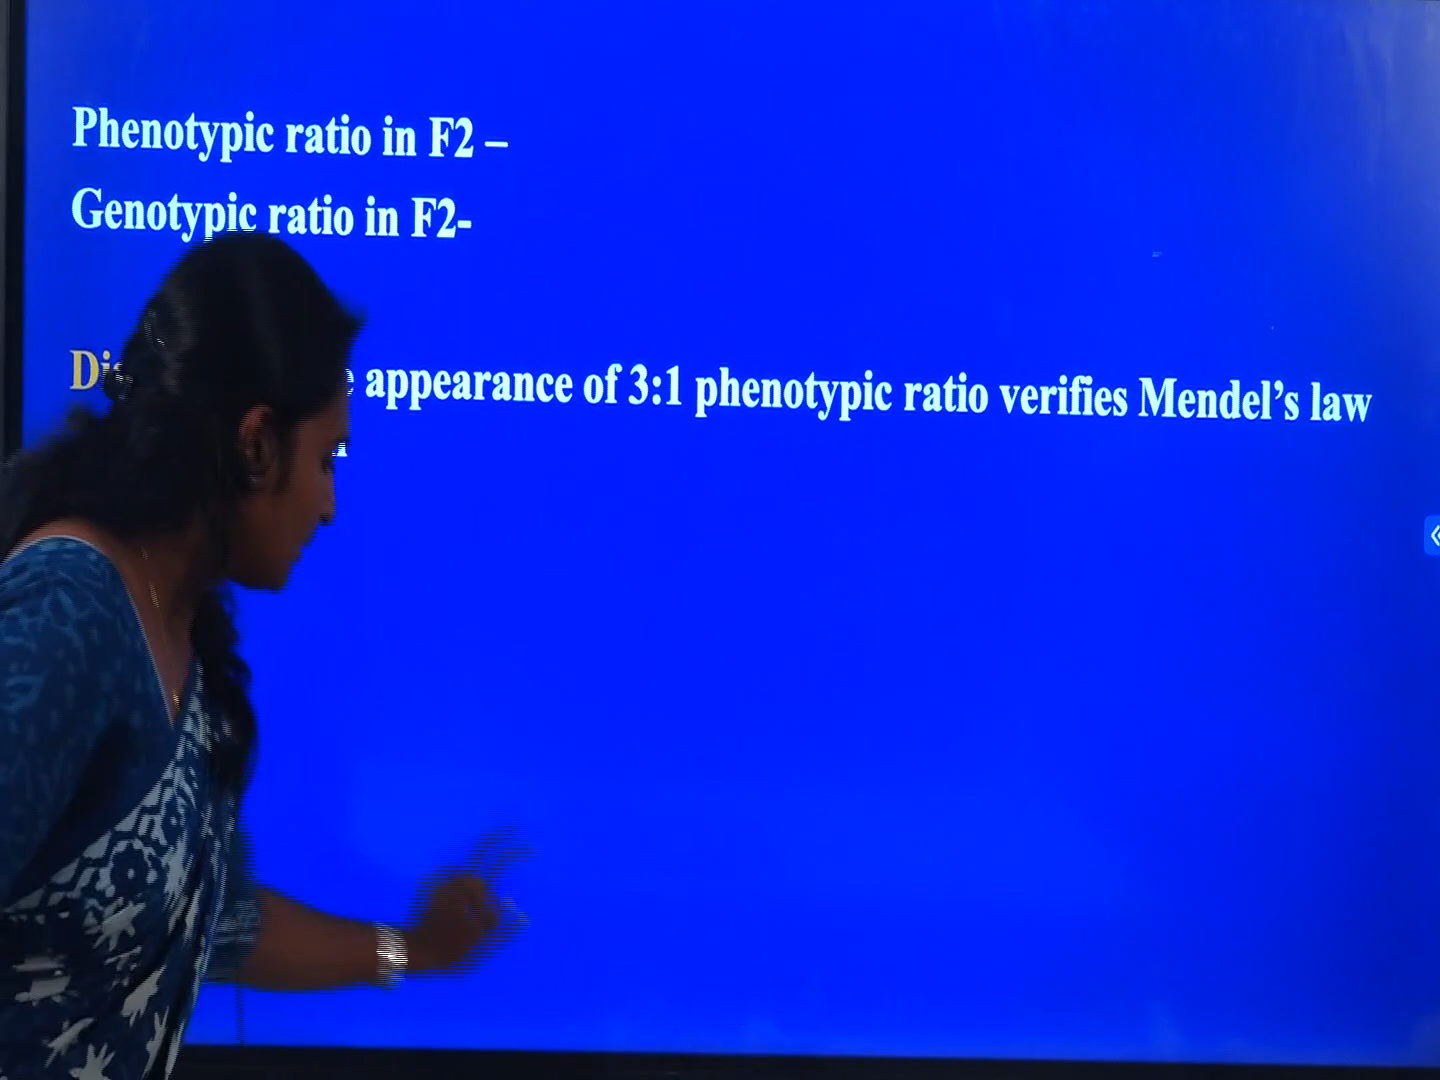 Phenotypic ratio in F2 –
Genotypic ratio in F2-
appearance of 3:1 phenotypic ratio verifies Mendel's law